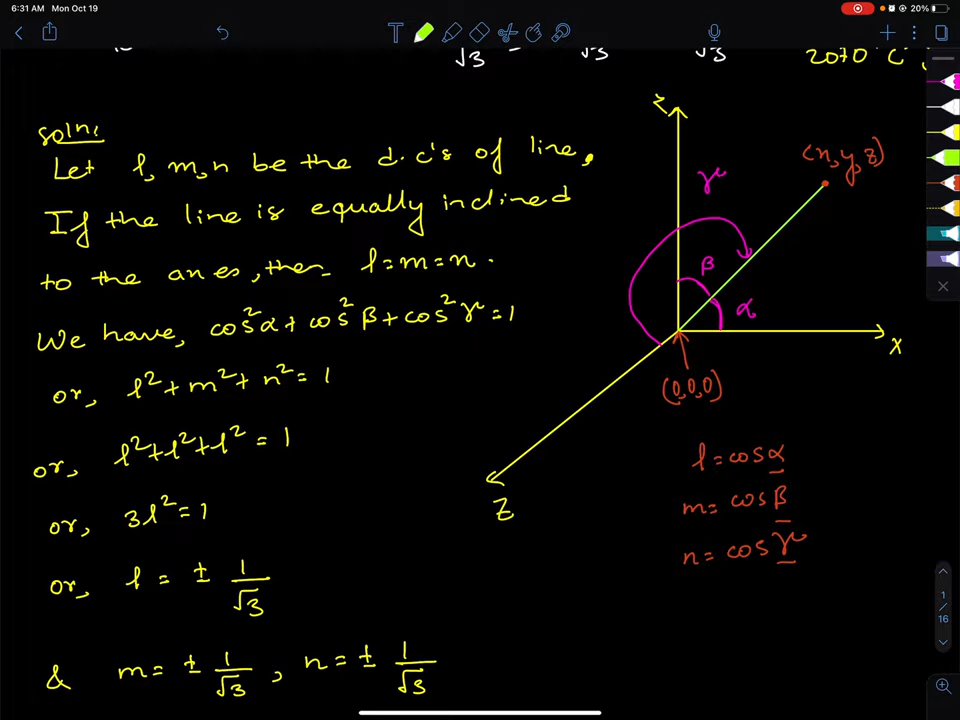 6:31 AM Mon Oct 19
20%
√3 = √3 √3
2070 'C'
Soln:
Let l, m, n be the d.c's of line.
If the line is equally inclined
to the axes, then l = m = n.
We have, cos²α + cos²β + cos²γ = 1
or, l² + m² + n² = 1
or, l² + l² + l² = 1
or, 3l² = 1
or, l = ± 1/√3
& m = ± 1/√3, n = ± 1/√3
Z
(x, y, z)
γ
β
α
X
(0,0,0)
Z
l = cos α
m = cos β
n = cos γ
1
/
16